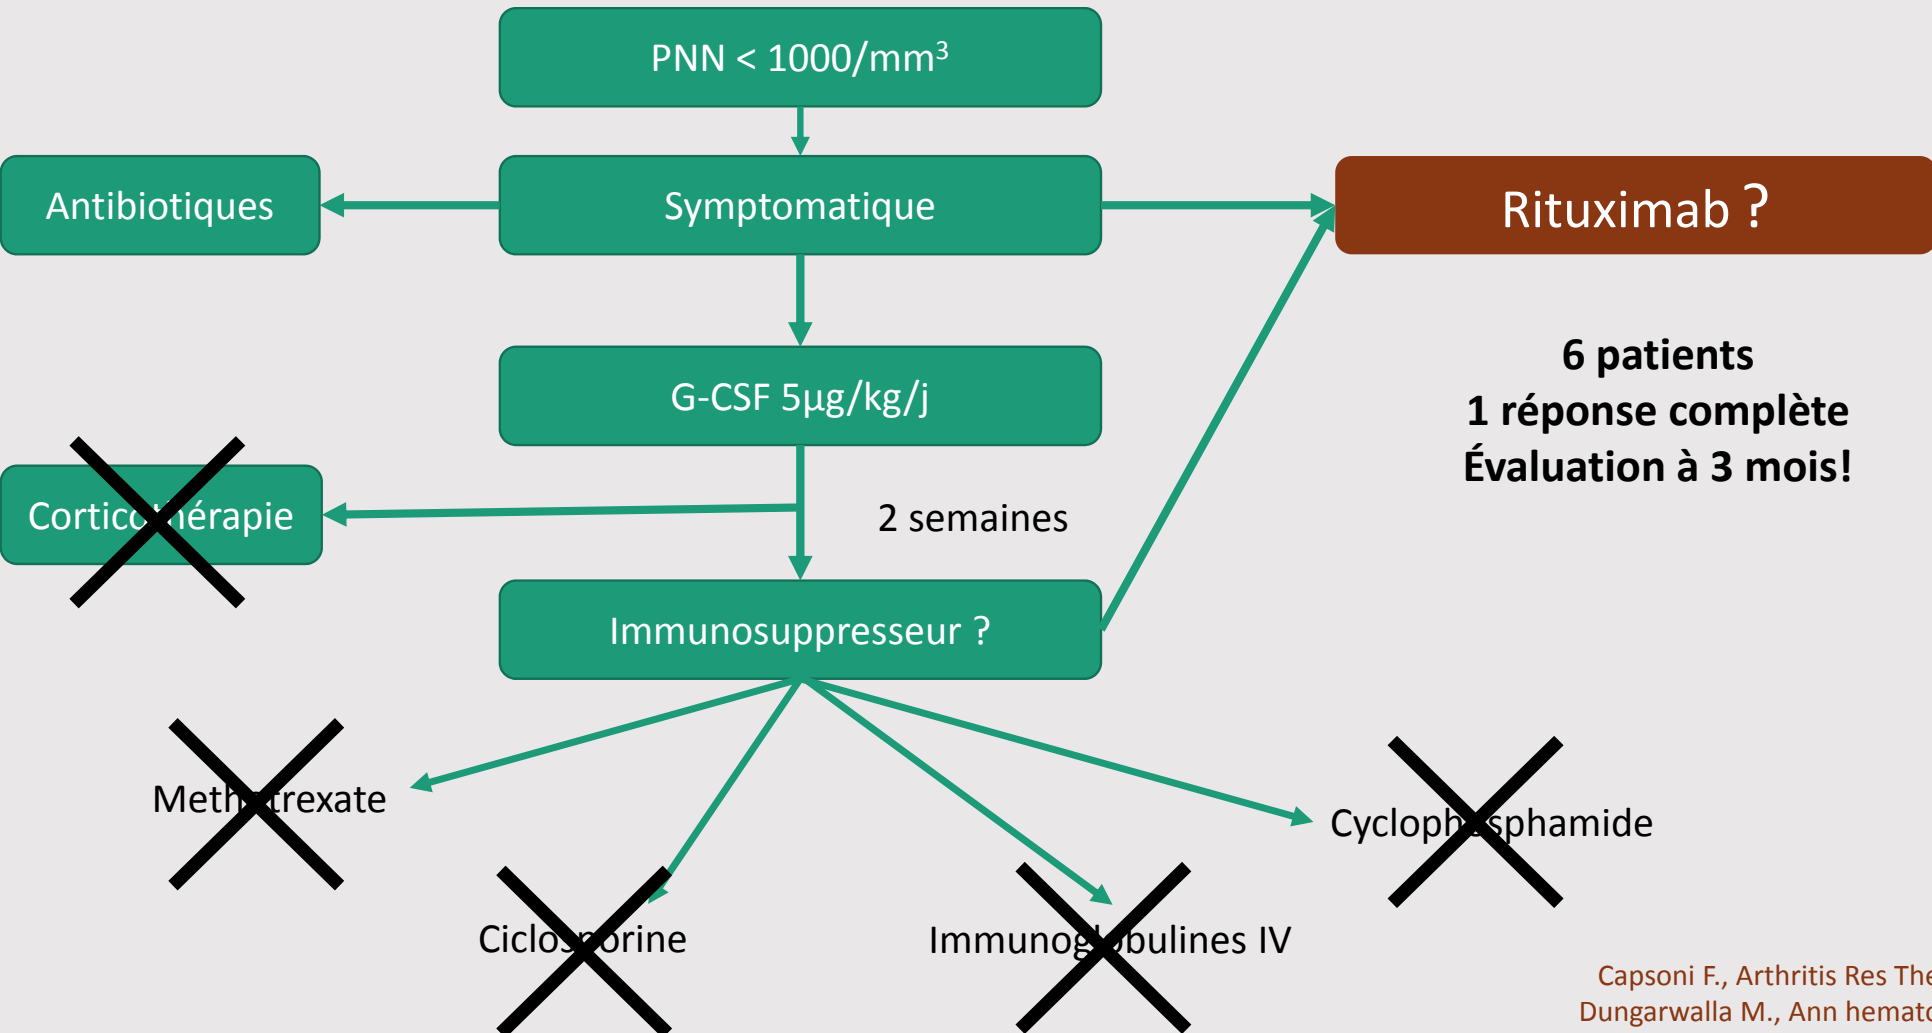 PNN < 1000/mm³
Antibiotiques
Symptomatique
Rituximab ?
6 patients
1 réponse complète
Évaluation à 3 mois!
G-CSF 5µg/kg/j
Corticothérapie
2 semaines
Immunosuppresseur ?
Methotrexate
Cyclophosphamide
Ciclosporine
Immunoglobulines IV
Capsoni F., Arthritis Res The
Dungarwalla M., Ann hemato